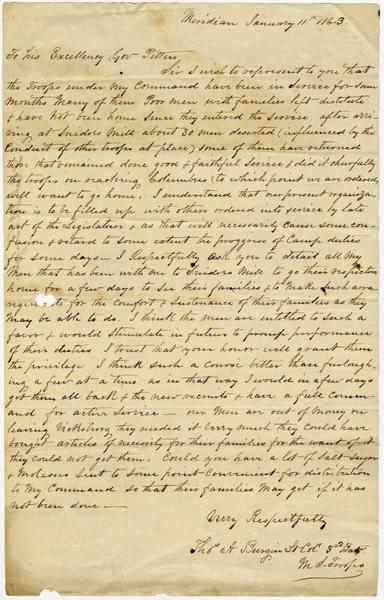 Meridian January 11th 1863.
To his Excellency Gov Pettus,
Sir I wish to represent to you that
the Troops under My Command have been in Service for some
Months Many of them Poor men with families left destitute
& have Not been home Since they entered the Service after arriv
ing at Sniders Mill about 30 men deserted (influenced by the
Conduct of other troops at place) some of them have returned
those that remained done good & faithful Service & did it cheerfully
the troops on reaching Columbus (to which point we are ordered)
will want to go home. I understand that our present organiza
tion is to be filled up with others ordered into service by late
act of the Legislature & as that will necessarily cause some con
fusion & retard to some extent the progress of Camp duties
for some days — I Respectfully ask you to detail all my
Men that has been with me to Sniders Mill to go their respective
home for a few days to See their families & to Make Such arra
ngements for the Comfort & Sustenance of their families as they
May be able to do. I think the men are entitled to Such a
favor & would Stimulate in future to prompt performance
of their duties I trust that your honor will grant them
the privilege I think Such a Course better than furlough
ing a few at a time as in that way I would in a few days
get them all back & the new recruits & have a full Comm
and for active Service — our Men are out of Money on
leaving Vicksburg they needed it Very Much they could have
bought articles of necessity for their families for the want of it
they could not get them. Could you have a lot of Salt Sugar
& Molasses Sent to Some point Convenient for distribution
to My Command So that their families May get if it has
not been done —
Very Respectfully
Thos A Burgin Lt Col. 3rd Batt
M. S. Troops